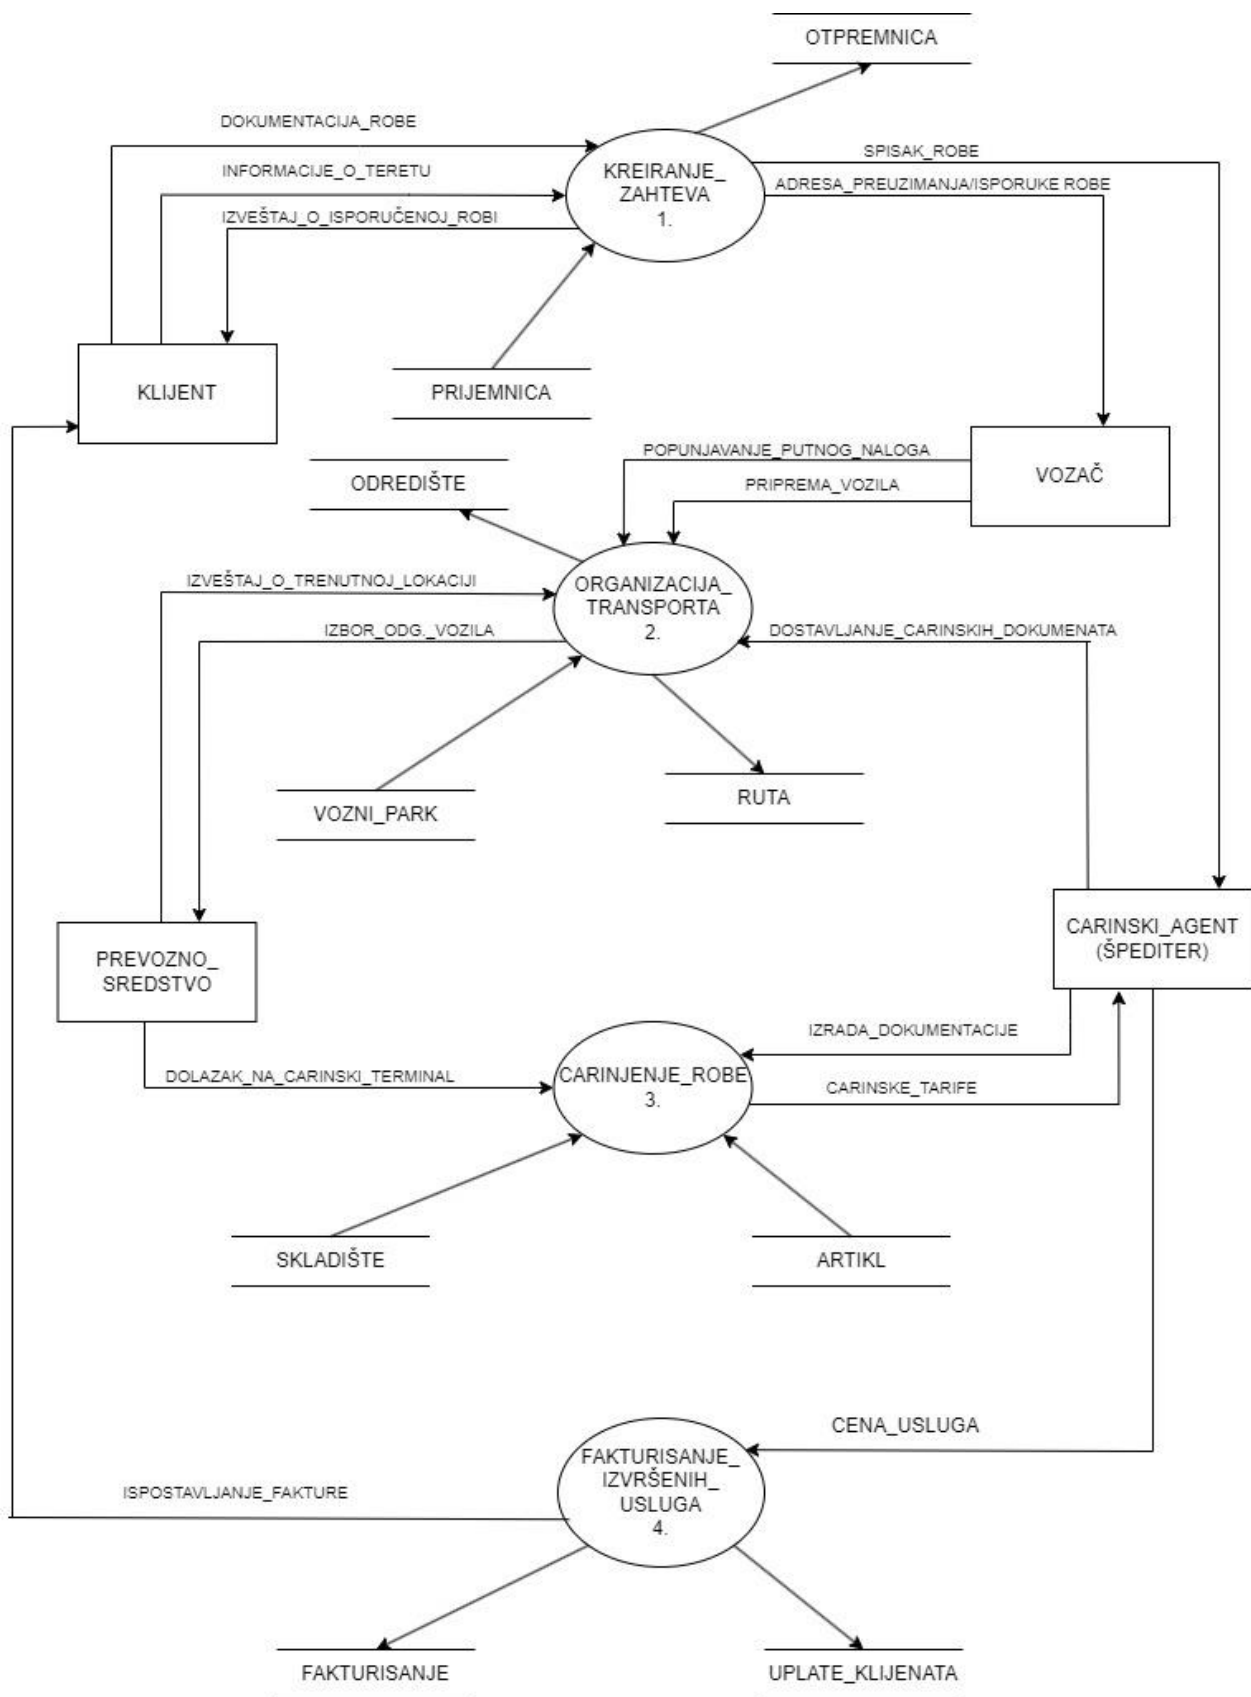 OTPREMNICA
DOKUMENTACIJA_ROBE
SPISAK_ROBE
INFORMACIJE_O_TERETU
KREIRANJE_
ZAHTEVA
1.
ADRESA_PREUZIMANJA/ISPORUKE ROBE
IZVEŠTAJ_O_ISPORUČENOJ_ROBI
KLIJENT
PRIJEMNICA
POPUNJAVANJE_PUTNOG_NALOGA
VOZAČ
ODREDIŠTE
PRIPREMA_VOZILA
IZVEŠTAJ_O_TRENUTNOJ_LOKACIJI
ORGANIZACIJA_
TRANSPORTA
2.
IZBOR_ODG._VOZILA
DOSTAVLJANJE_CARINSKIH_DOKUMENATA
VOZNI_PARK
RUTA
PREVOZNO_
SREDSTVO
CARINSKI_AGENT
(ŠPEDITER)
IZRADA_DOKUMENTACIJE
DOLAZAK_NA_CARINSKI_TERMINAL
CARINJENJE_ROBE
3.
CARINSKE_TARIFE
SKLADIŠTE
ARTIKL
CENA_USLUGA
FAKTURISANJE_
IZVRŠENIH_
USLUGA
4.
ISPOSTAVLJANJE_FAKTURE
FAKTURISANJE
UPLATE_KLIJENATA